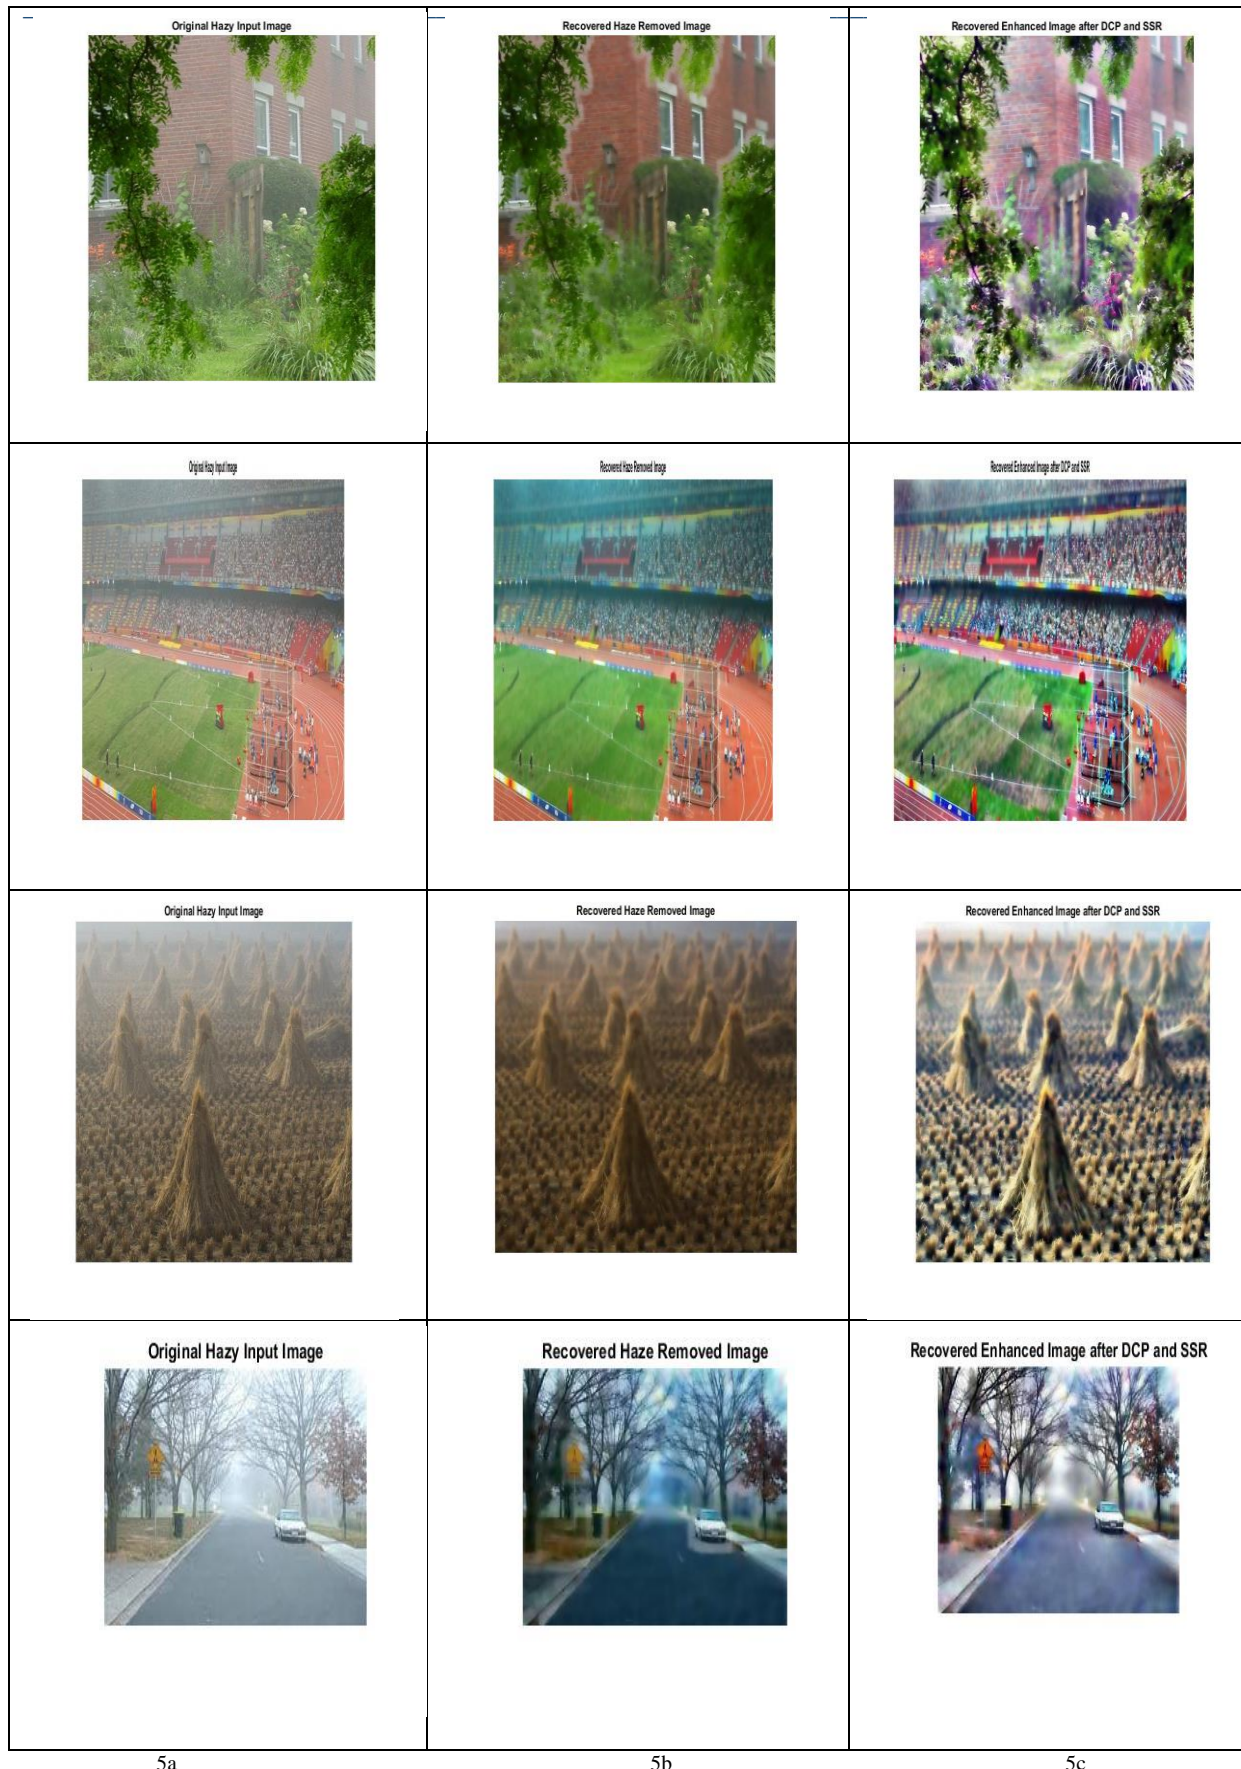 Original Hazy Input Image
Recovered Haze Removed Image
Recovered Enhanced Image after DCP and SSR
Original Hazy Input Image
Recovered Haze Removed Image
Recovered Enhanced Image after DCP and SSR
Original Hazy Input Image
Recovered Haze Removed Image
Recovered Enhanced Image after DCP and SSR
Original Hazy Input Image
Recovered Haze Removed Image
Recovered Enhanced Image after DCP and SSR
5a
5b
5c